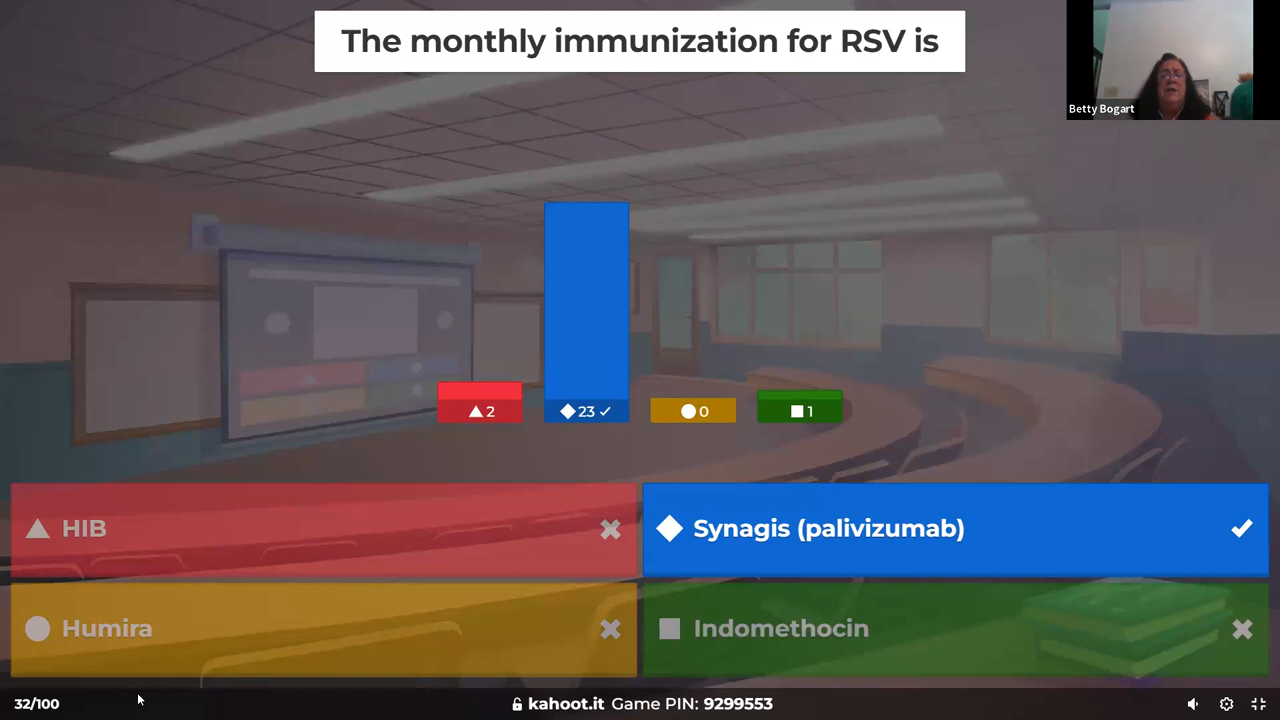 The monthly immunization for RSV is
Betty Bogart
2
23
0
1
HIB
Synagis (palivizumab)
Humira
Indomethocin
32/100
kahoot.it Game PIN: 9299553